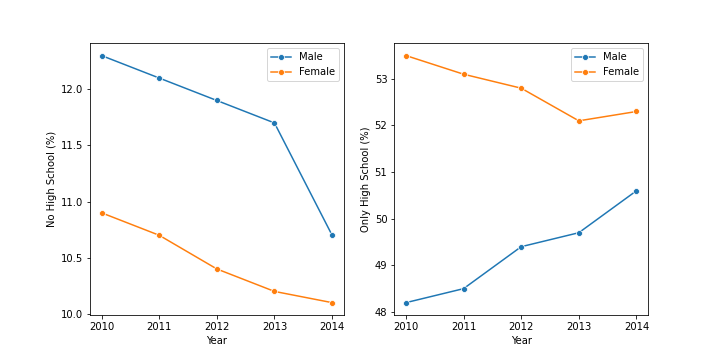 No High School (%)
12.0
11.5
11.0
10.5
10.0
2010 2011 2012 2013 2014
Year
Male
Female
Only High School (%)
53
52
51
50
49
48
2010 2011 2012 2013 2014
Year
Male
Female